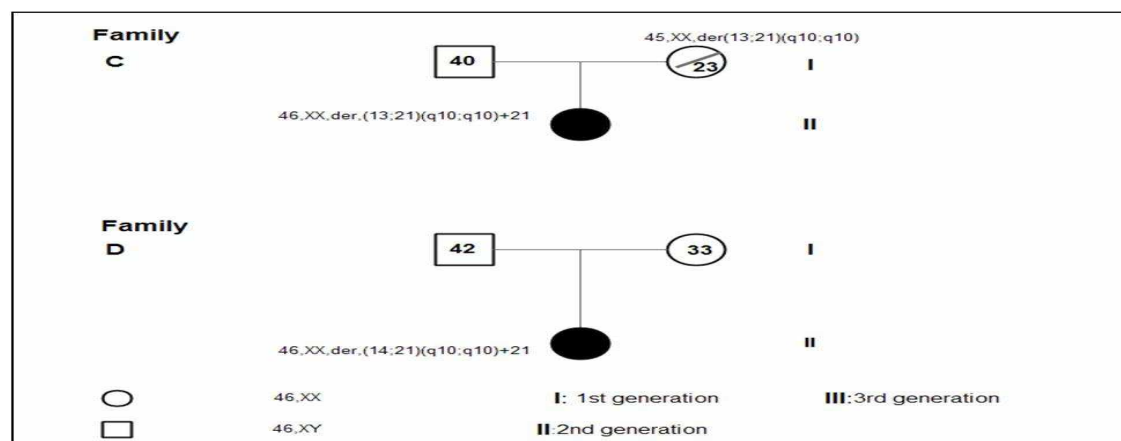 Family
C
45,XX,der(13;21)(q10;q10)
40
23
I
46,XX,der,(13;21)(q10;q10)+21
II
Family
D
42
33
I
46,XX,der,(14;21)(q10;q10)+21
II
46,XX
I: 1st generation
III:3rd generation
46,XY
II:2nd generation